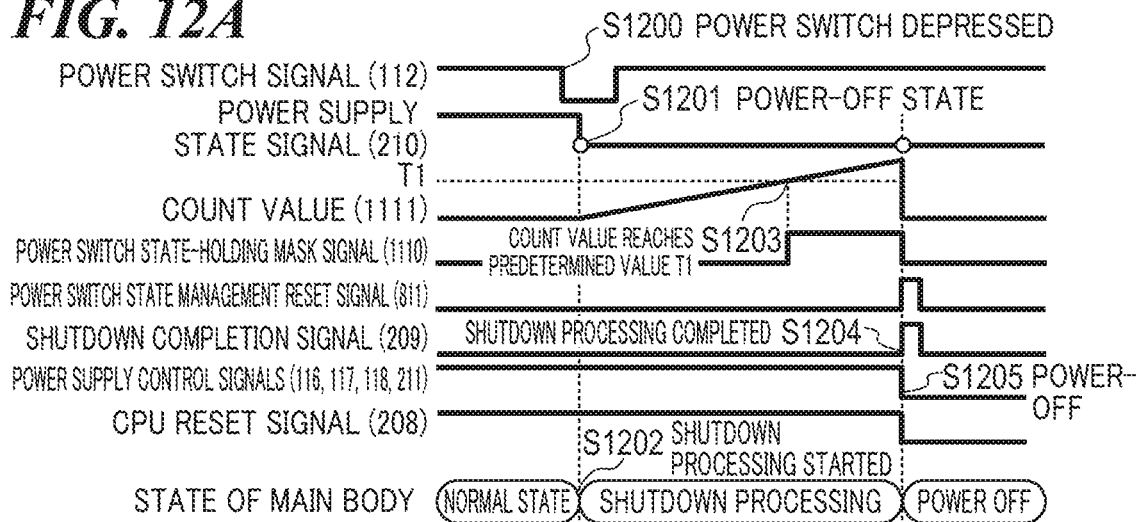 FIG. 12A
S1200 POWER SWITCH DEPRESSED
POWER SWITCH SIGNAL (112)
POWER SUPPLY
STATE SIGNAL (210)
S1201 POWER-OFF STATE
T1
COUNT VALUE (1111)
COUNT VALUE REACHES
PREDETERMINED VALUE T1
S1203
POWER SWITCH STATE-HOLDING MASK SIGNAL (1110)
POWER SWITCH STATE MANAGEMENT RESET SIGNAL (811)
SHUTDOWN COMPLETION SIGNAL (209)
SHUTDOWN PROCESSING COMPLETED S1204
POWER SUPPLY CONTROL SIGNALS (116, 117, 118, 211)
S1205 POWER-
OFF
CPU RESET SIGNAL (208)
S1202 SHUTDOWN
PROCESSING STARTED
STATE OF MAIN BODY
NORMAL STATE
SHUTDOWN PROCESSING
POWER OFF